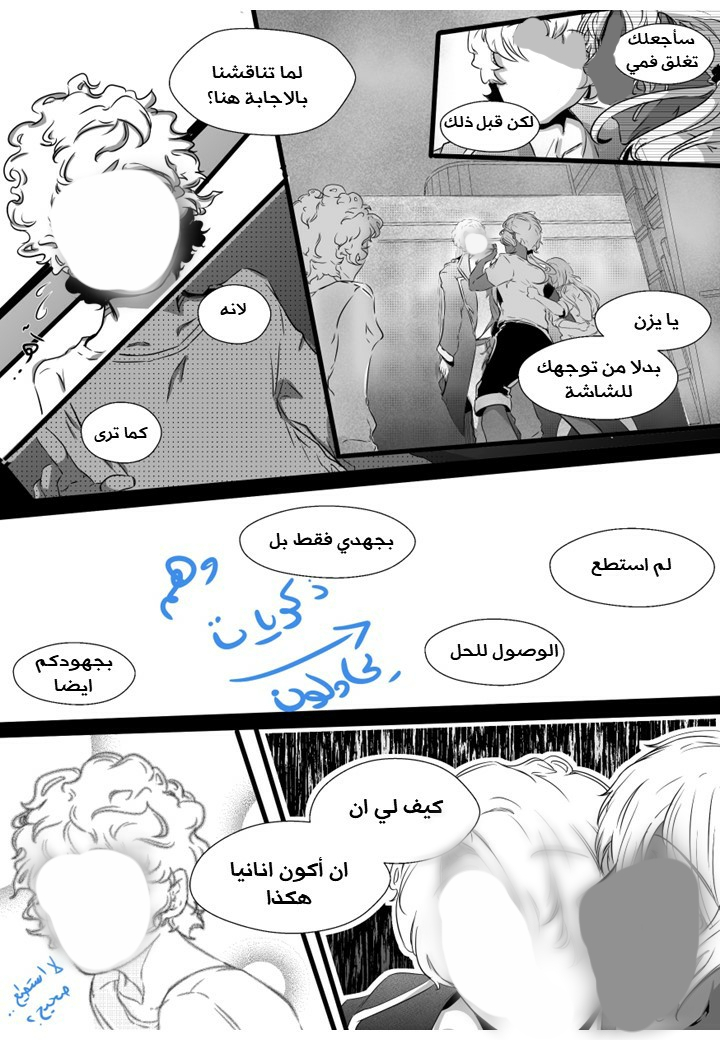 سأجعلك
تغلق فمي
لكن قبل ذلك
يا يزن
بدلا من توجهك
للشاشة
لما تناقشنا
بالاجابة هنا؟
لانه
كما ترى
لم استطع
بجهدي فقط بل
الوصول للحل
بجهودكم
ايضا
وهم
ذكريات
يحاولون
كيف لي ان
ان أكون انانيا
هكذا
لا استطيع..
صحيح؟